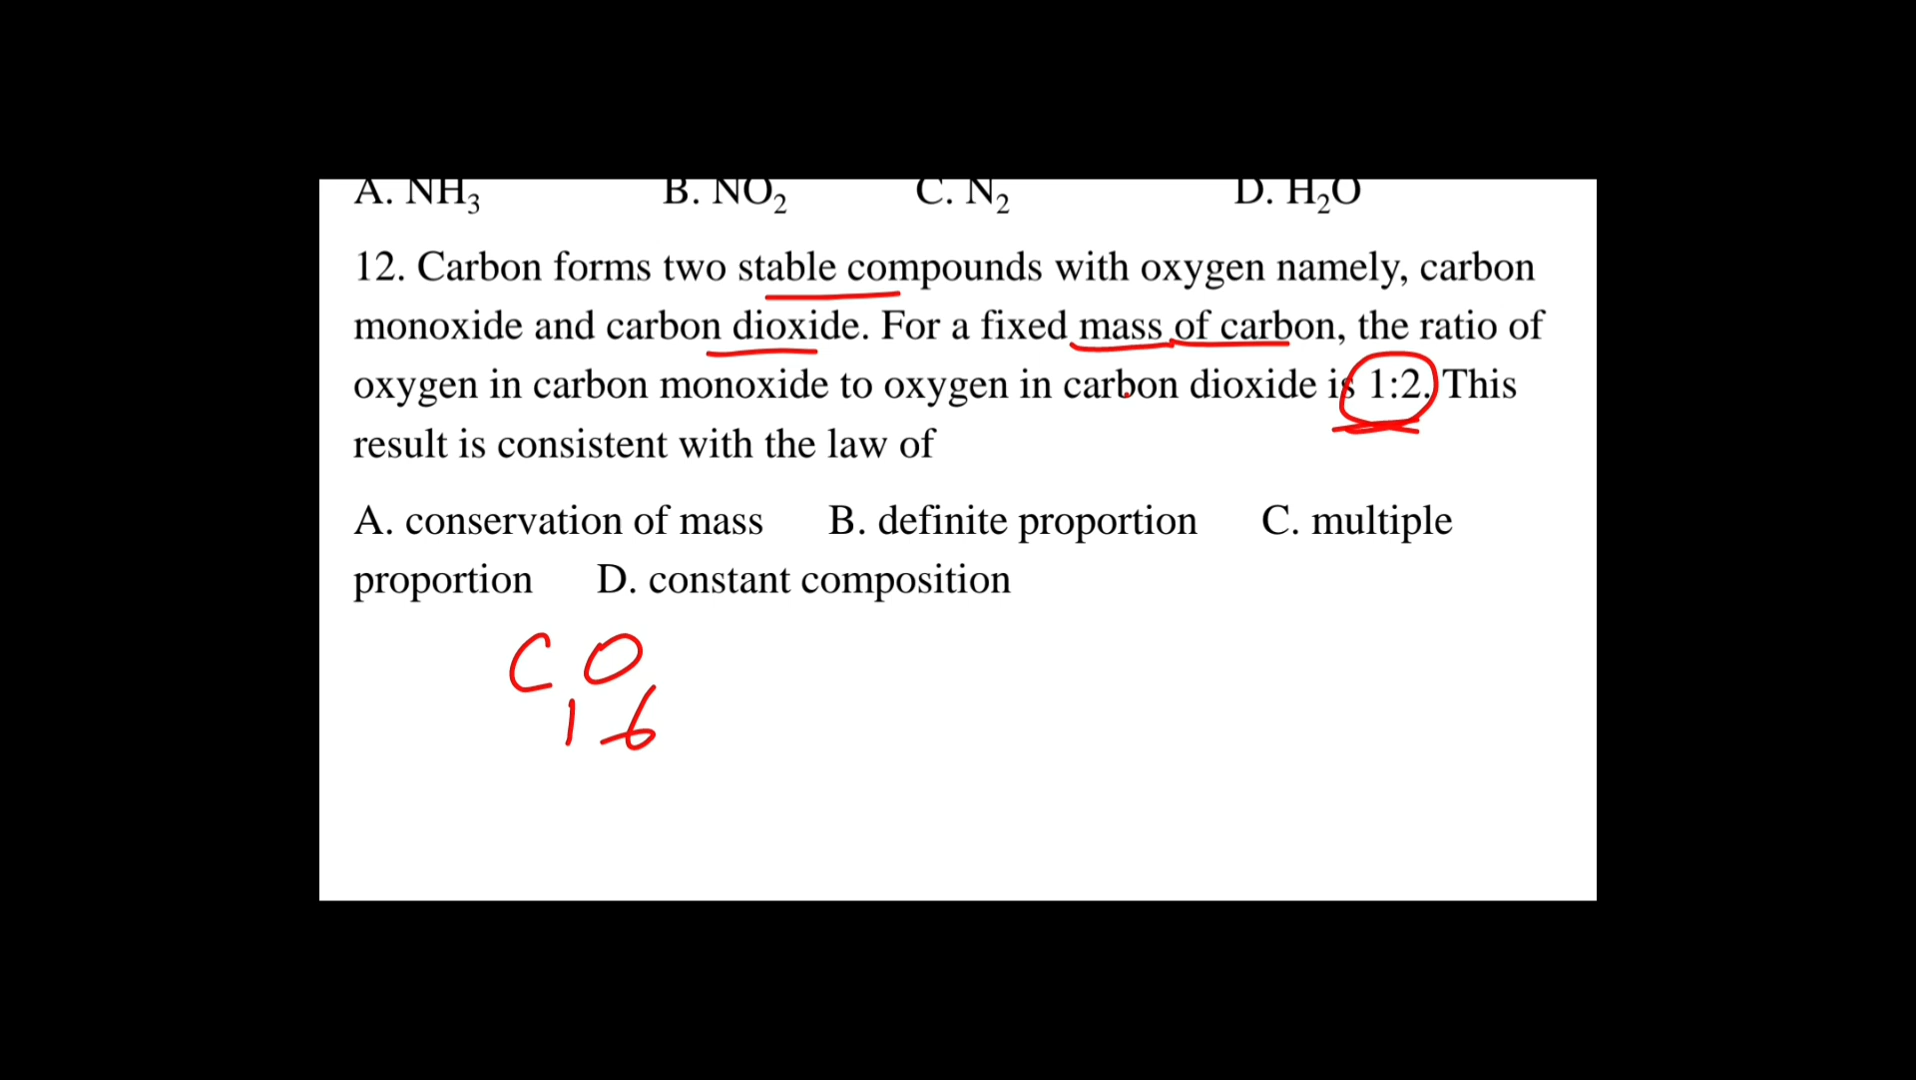 A. NH₃ B. NO₂ C. N₂ D. H₂O
12. Carbon forms two stable compounds with oxygen namely, carbon
monoxide and carbon dioxide. For a fixed mass of carbon, the ratio of
oxygen in carbon monoxide to oxygen in carbon dioxide is 1:2. This
result is consistent with the law of
A. conservation of mass B. definite proportion C. multiple
proportion D. constant composition
CO
16